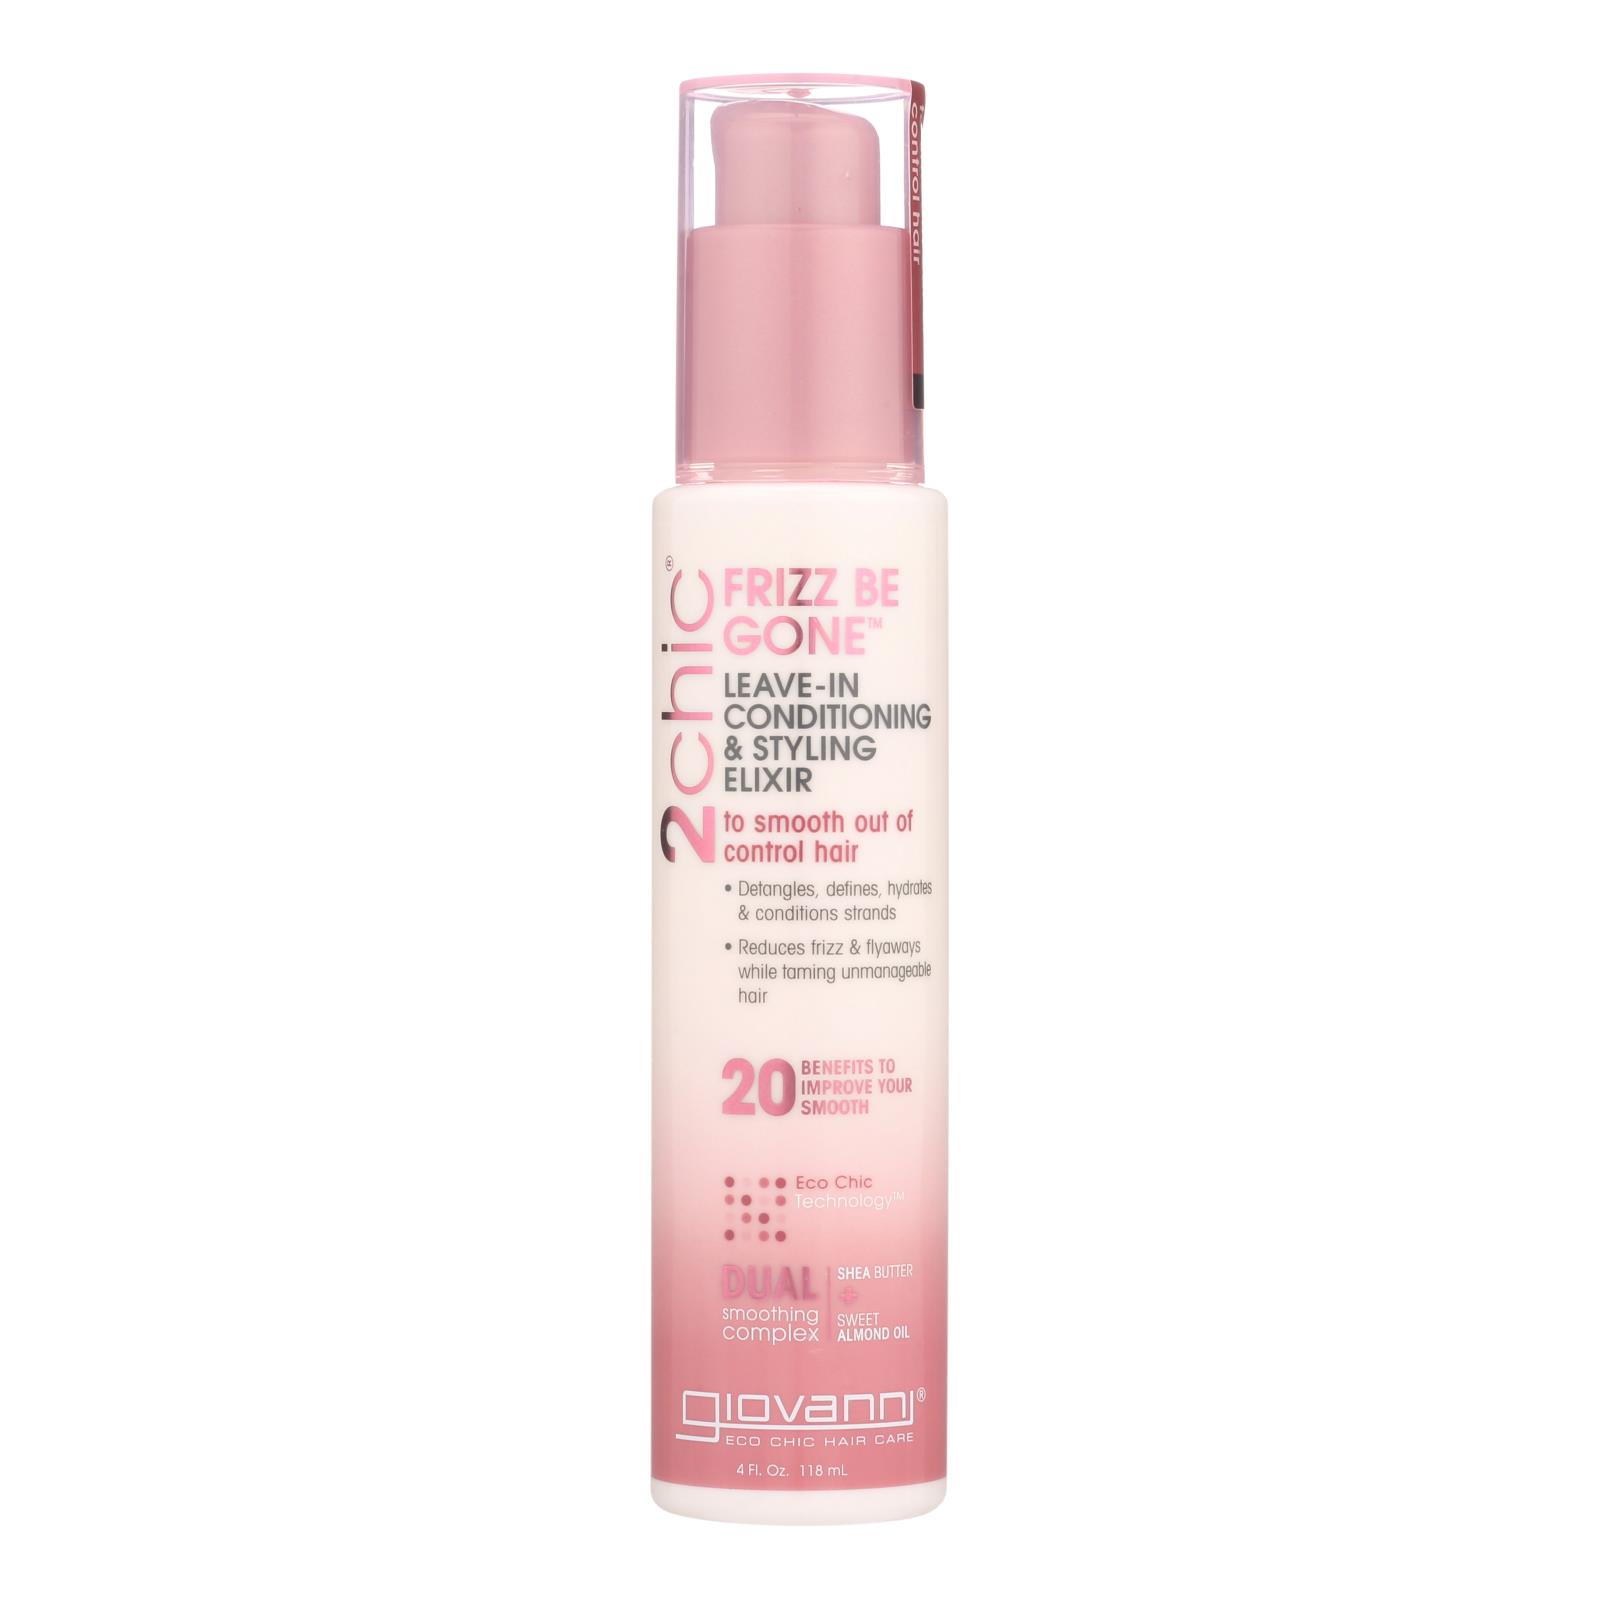 control hair
2chic®
FRIZZ BE
GONE™
LEAVE-IN
CONDITIONING
& STYLING
ELIXIR
to smooth out of
control hair
• Detangles, defines, hydrates
& conditions strands
• Reduces frizz & flyaways
while taming unmanageable
hair
20 BENEFITS TO
IMPROVE YOUR
SMOOTH
Eco Chic
Technology™
DUAL
smoothing
complex
SHEA BUTTER
+
SWEET
ALMOND OIL
giovanni®
ECO CHIC HAIR CARE
4 Fl. Oz. 118 mL